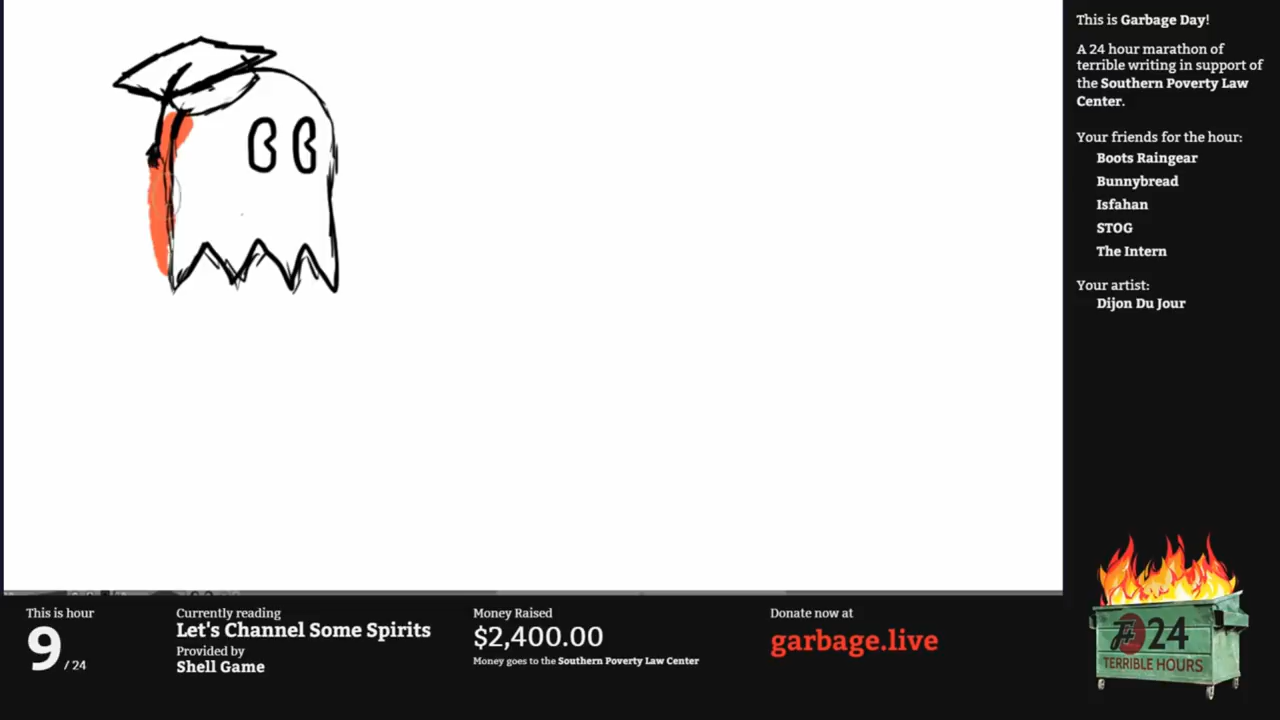 This is Garbage Day!
A 24 hour marathon of
terrible writing in support of
the Southern Poverty Law
Center.
Your friends for the hour:
Boots Raingear
Bunnybread
Isfahan
STOG
The Intern
Your artist:
Dijon Du Jour
This is hour
9 / 24
Currently reading
Let's Channel Some Spirits
Provided by
Shell Game
Money Raised
$2,400.00
Money goes to the Southern Poverty Law Center
Donate now at
garbage.live
24
TERRIBLE HOURS